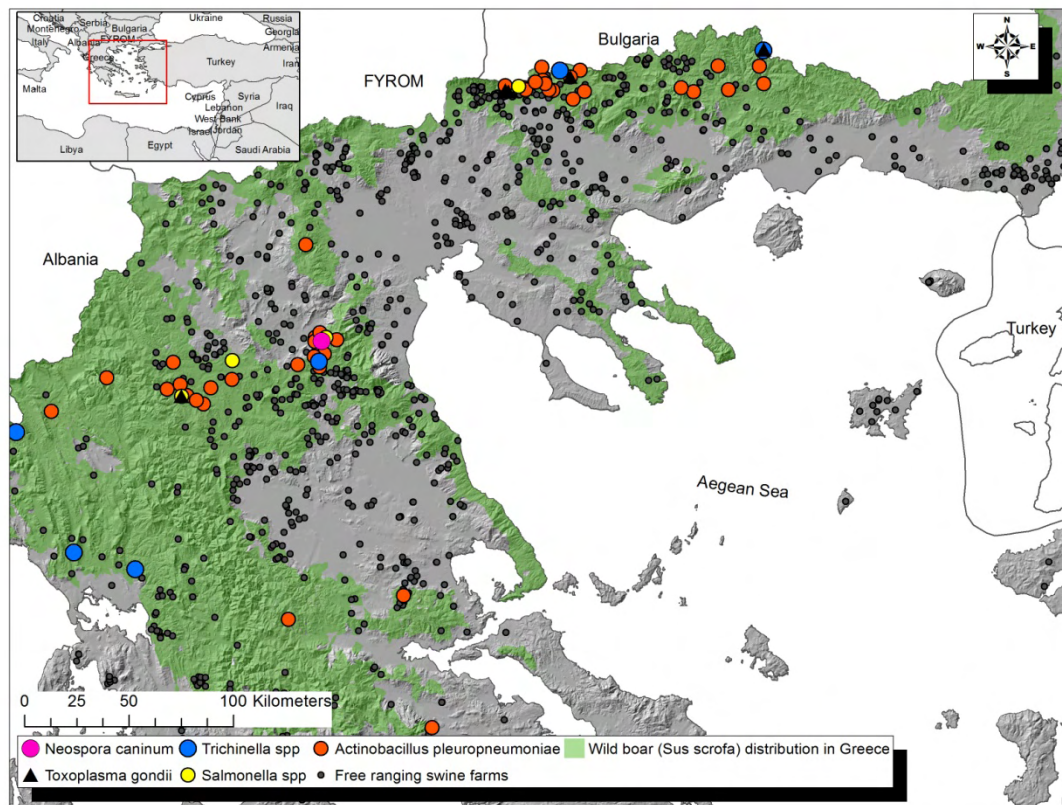 Croatia
Montenegro
Serbia
Bulgaria
Ukraine
Russia
Georgia
Italy
Albania
FYROM
Armenia
Greece
Turkey
Iran
Malta
Cyprus
Syria
Lebanon
Iraq
West Bank
Israel
Jordan
Libya
Egypt
Saudi Arabia
Bulgaria
FYROM
N
W
E
S
Albania
Turkey
Aegean Sea
0 25 50 100 Kilometers
Neospora caninum Trichinella spp Actinobacillus pleuropneumoniae Wild boar (Sus scrofa) distribution in Greece
Toxoplasma gondii Salmonella spp Free ranging swine farms